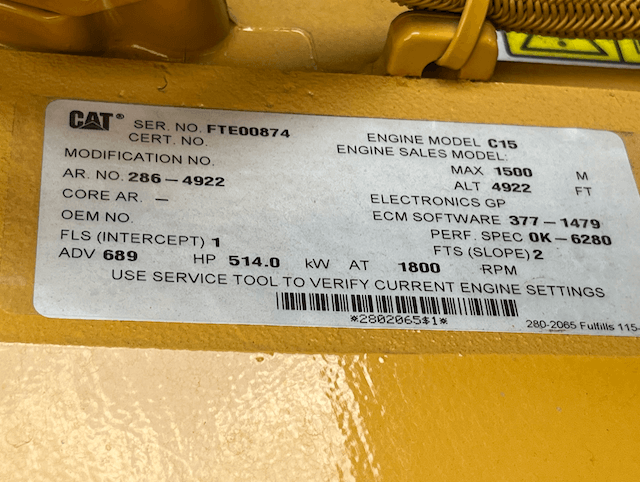 CAT® SER. NO. FTE00874
CERT. NO.
MODIFICATION NO.
AR. NO. 286-4922
CORE AR. -
OEM NO.
FLS (INTERCEPT) 1
ENGINE MODEL C15
ENGINE SALES MODEL:
MAX 1500 M
ALT 4922 FT
ELECTRONICS GP
ECM SOFTWARE 377-1479
PERF. SPEC 0K-6280
FTS (SLOPE) 2
ADV 689 HP 514.0 kW AT 1800 RPM
USE SERVICE TOOL TO VERIFY CURRENT ENGINE SETTINGS
*2802065$1*
280-2065 Fulfills 115-